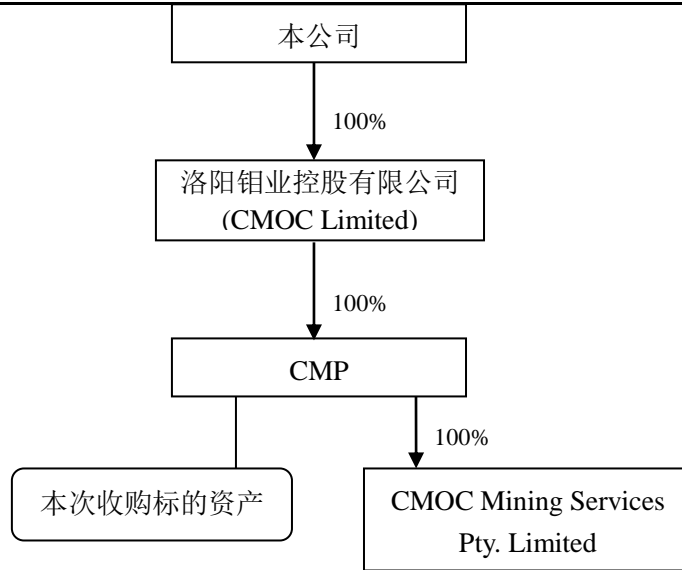 本公司
100%
洛阳钼业控股有限公司
(CMOC Limited)
100%
CMP
100%
本次收购标的资产
CMOC Mining Services
Pty. Limited